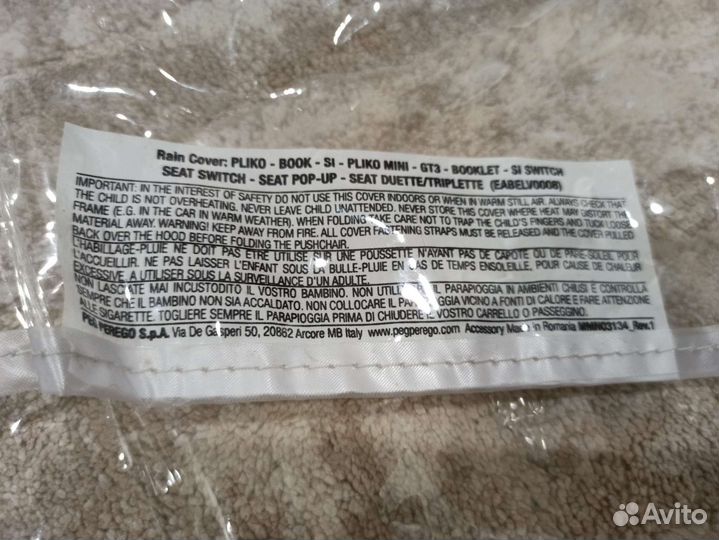 Rain Cover: PLIKO - BOOK - SI - PLIKO MINI - GT3 - BOOKLET - SI SWITCH
SEAT SWITCH - SEAT POP-UP - SEAT DUETTE/TRIPLETTE (EABELV0008)
IMPORTANT: IN THE INTEREST OF SAFETY DO NOT USE THIS COVER INDOORS OR WHEN IN WARM STILL AIR. ALWAYS CHECK THAT
THE CHILD IS NOT OVERHEATING. NEVER LEAVE CHILD UNATTENDED. NEVER STORE THIS COVER WHERE HEAT MAY DISTORT THE
FRAME (E.G. IN THE CAR IN WARM WEATHER). WHEN FOLDING TAKE CARE NOT TO TRAP THE CHILD'S FINGERS AND TUCK LOOSE
MATERIAL AWAY. WARNING! KEEP AWAY FROM FIRE. ALL COVER FASTENING STRAPS MUST BE RELEASED AND THE COVER PULLED
BACK OVER THE HOOD BEFORE FOLDING THE PUSHCHAIR.
L'HABILLAGE-PLUIE NE DOIT PAS ETRE UTILISE SUR UNE POUSSETTE N'AYANT PAS DE CAPOTE OU DE PARE-SOLEIL POUR
L'ACCUEILLIR. NE PAS LAISSER L'ENFANT SOUS LA BULLE-PLUIE EN CAS DE TEMPS ENSOLEILLE, POUR CAUSE DE CHALEUR
EXCESSIVE A UTILISER SOUS LA SURVEILLANCE D'UN ADULTE.
NON LASCIATE MAI INCUSTODITO IL VOSTRO BAMBINO. NON UTILIZZATE IL PARAPIOGGIA IN AMBIENTI CHIUSI E CONTROLLA
SEMPRE CHE IL BAMBINO NON SIA ACCALDATO. NON COLLOCARE IL PARAPIOGGIA VICINO A FONTI DI CALORE E FARE ATTENZIONE
ALLE SIGARETTE. TOGLIERE SEMPRE IL PARAPIOGGIA PRIMA DI CHIUDERE IL VOSTRO CARRELLO O PASSEGGINO.
PEG PEREGO S.p.A. Via De Gasperi 50, 20862 Arcore MB Italy www.pegperego.com Accessory Made in Romania MMIN03134_Rev.1
Avito